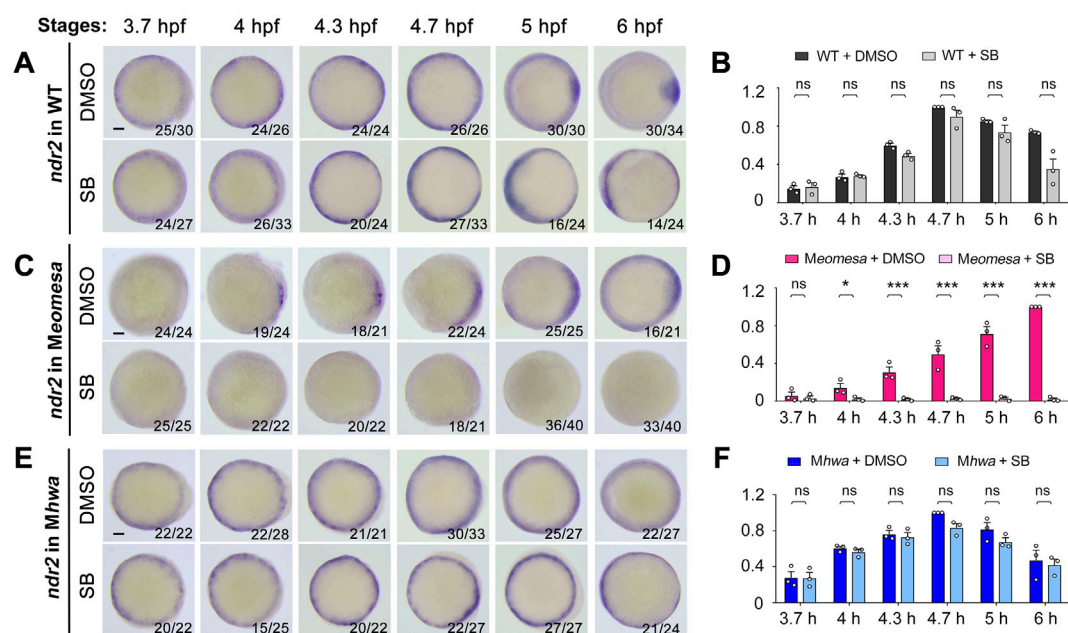 Stages: 3.7 hpf 4 hpf 4.3 hpf 4.7 hpf 5 hpf 6 hpf
A
ndr2 in WT
DMSO
25/30 24/26 24/24 26/26 30/30 30/34
SB
24/27 26/33 20/24 27/33 16/24 14/24
B
WT + DMSO WT + SB
ns ns ns ns ns ns
1.2
0.8
0.4
0
3.7 h 4 h 4.3 h 4.7 h 5 h 6 h
C
ndr2 in Meomesa
DMSO
24/24 19/24 18/21 22/24 25/25 16/21
SB
25/25 22/22 20/22 18/21 36/40 33/40
D
Meomesa + DMSO Meomesa + SB
ns * *** *** *** ***
1.2
0.8
0.4
0
3.7 h 4 h 4.3 h 4.7 h 5 h 6 h
E
ndr2 in Mhwa
DMSO
22/22 22/28 21/21 30/33 25/27 22/27
SB
20/22 15/25 20/22 22/27 27/27 21/24
F
Mhwa + DMSO Mhwa + SB
ns ns ns ns ns ns
1.2
0.8
0.4
0
3.7 h 4 h 4.3 h 4.7 h 5 h 6 h